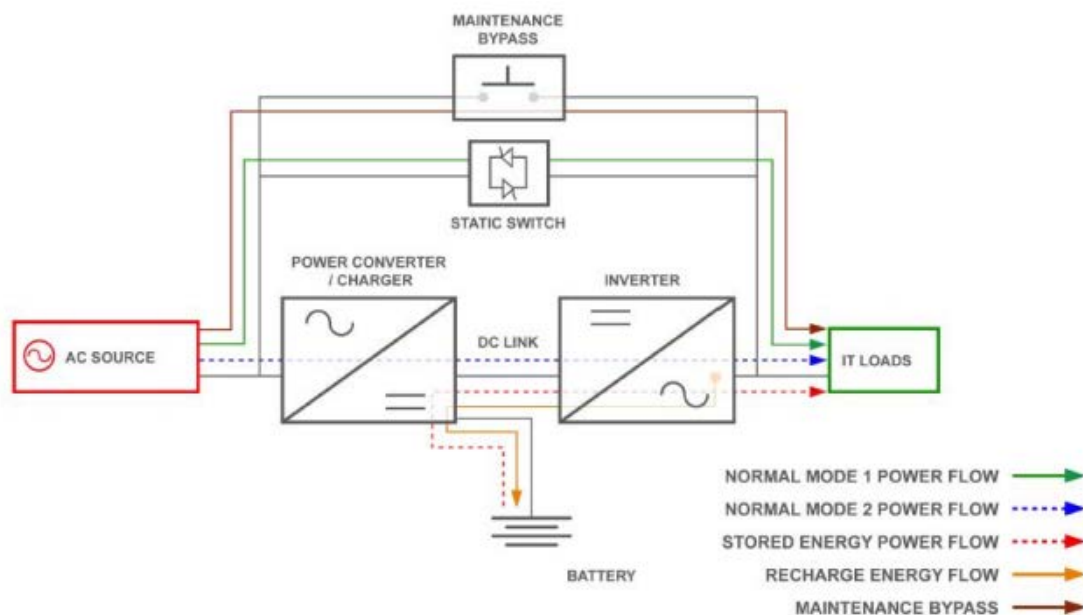 MAINTENANCE
BYPASS
STATIC SWITCH
POWER CONVERTER
/ CHARGER
INVERTER
AC SOURCE
DC LINK
IT LOADS
BATTERY
NORMAL MODE 1 POWER FLOW
NORMAL MODE 2 POWER FLOW
STORED ENERGY POWER FLOW
RECHARGE ENERGY FLOW
MAINTENANCE BYPASS